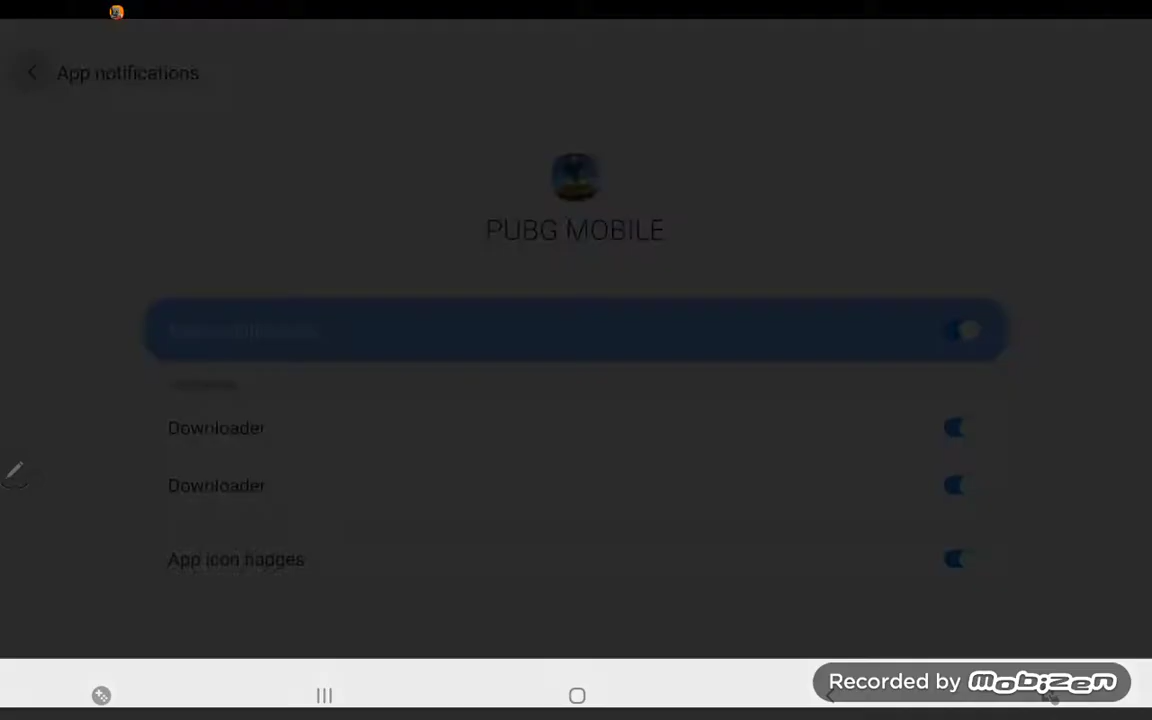 App notifications
PUBG MOBILE
Downloader
Downloader
App icon badges
Recorded by mobizen